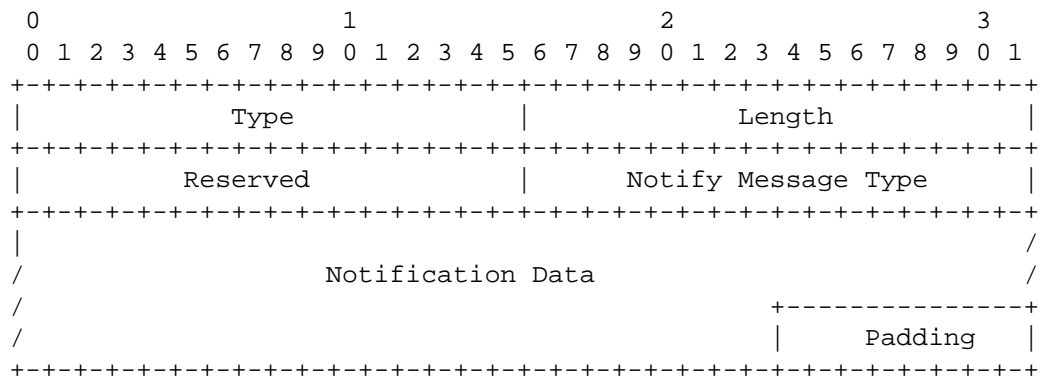 0                   1                   2                   3
 0 1 2 3 4 5 6 7 8 9 0 1 2 3 4 5 6 7 8 9 0 1 2 3 4 5 6 7 8 9 0 1
+-+-+-+-+-+-+-+-+-+-+-+-+-+-+-+-+-+-+-+-+-+-+-+-+-+-+-+-+-+-+-+-+
|             Type              |             Length            |
+-+-+-+-+-+-+-+-+-+-+-+-+-+-+-+-+-+-+-+-+-+-+-+-+-+-+-+-+-+-+-+-+
|          Reserved             |      Notify Message Type      |
+-+-+-+-+-+-+-+-+-+-+-+-+-+-+-+-+-+-+-+-+-+-+-+-+-+-+-+-+-+-+-+-+
|                                                               /
/                   Notification Data                           /
/                                               +---------------+
/                                               |     Padding   |
+-+-+-+-+-+-+-+-+-+-+-+-+-+-+-+-+-+-+-+-+-+-+-+-+-+-+-+-+-+-+-+-+